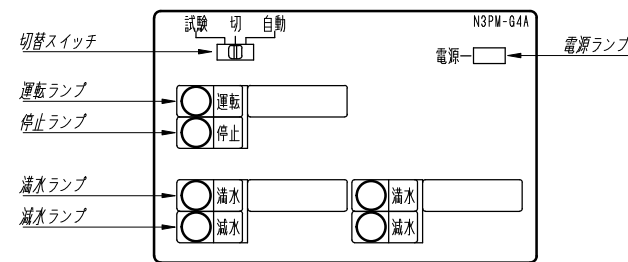 試験 切 自動 N3PM-G4A
切替スイッチ 電源 電源ランプ
運転ランプ 運転
停止ランプ 停止
満水ランプ 満水 満水
減水ランプ 減水 減水